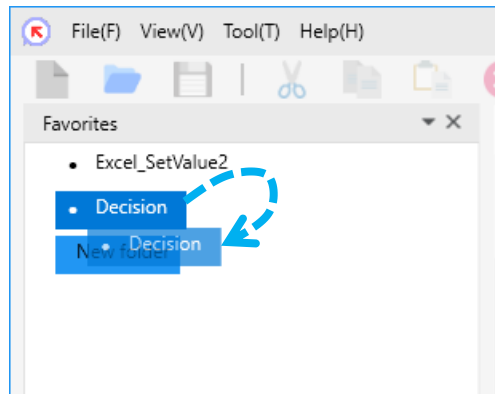 File(F) View(V) Tool(T) Help(H)
Favorites
• Excel_SetValue2
• Decision
• Decision
New folder